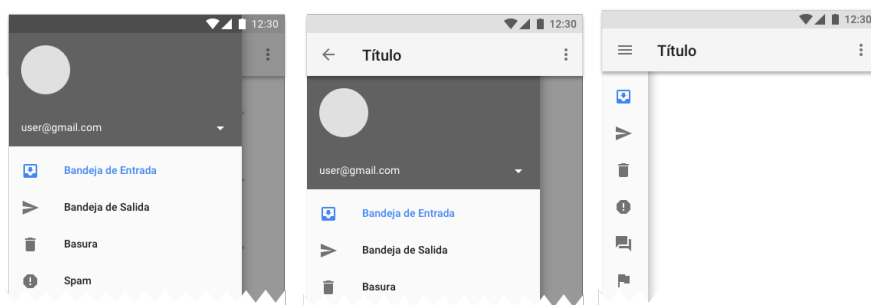 12:30
user@gmail.com
Bandeja de Entrada
Bandeja de Salida
Basura
Spam
12:30
Título
user@gmail.com
Bandeja de Entrada
Bandeja de Salida
Basura
12:30
Título